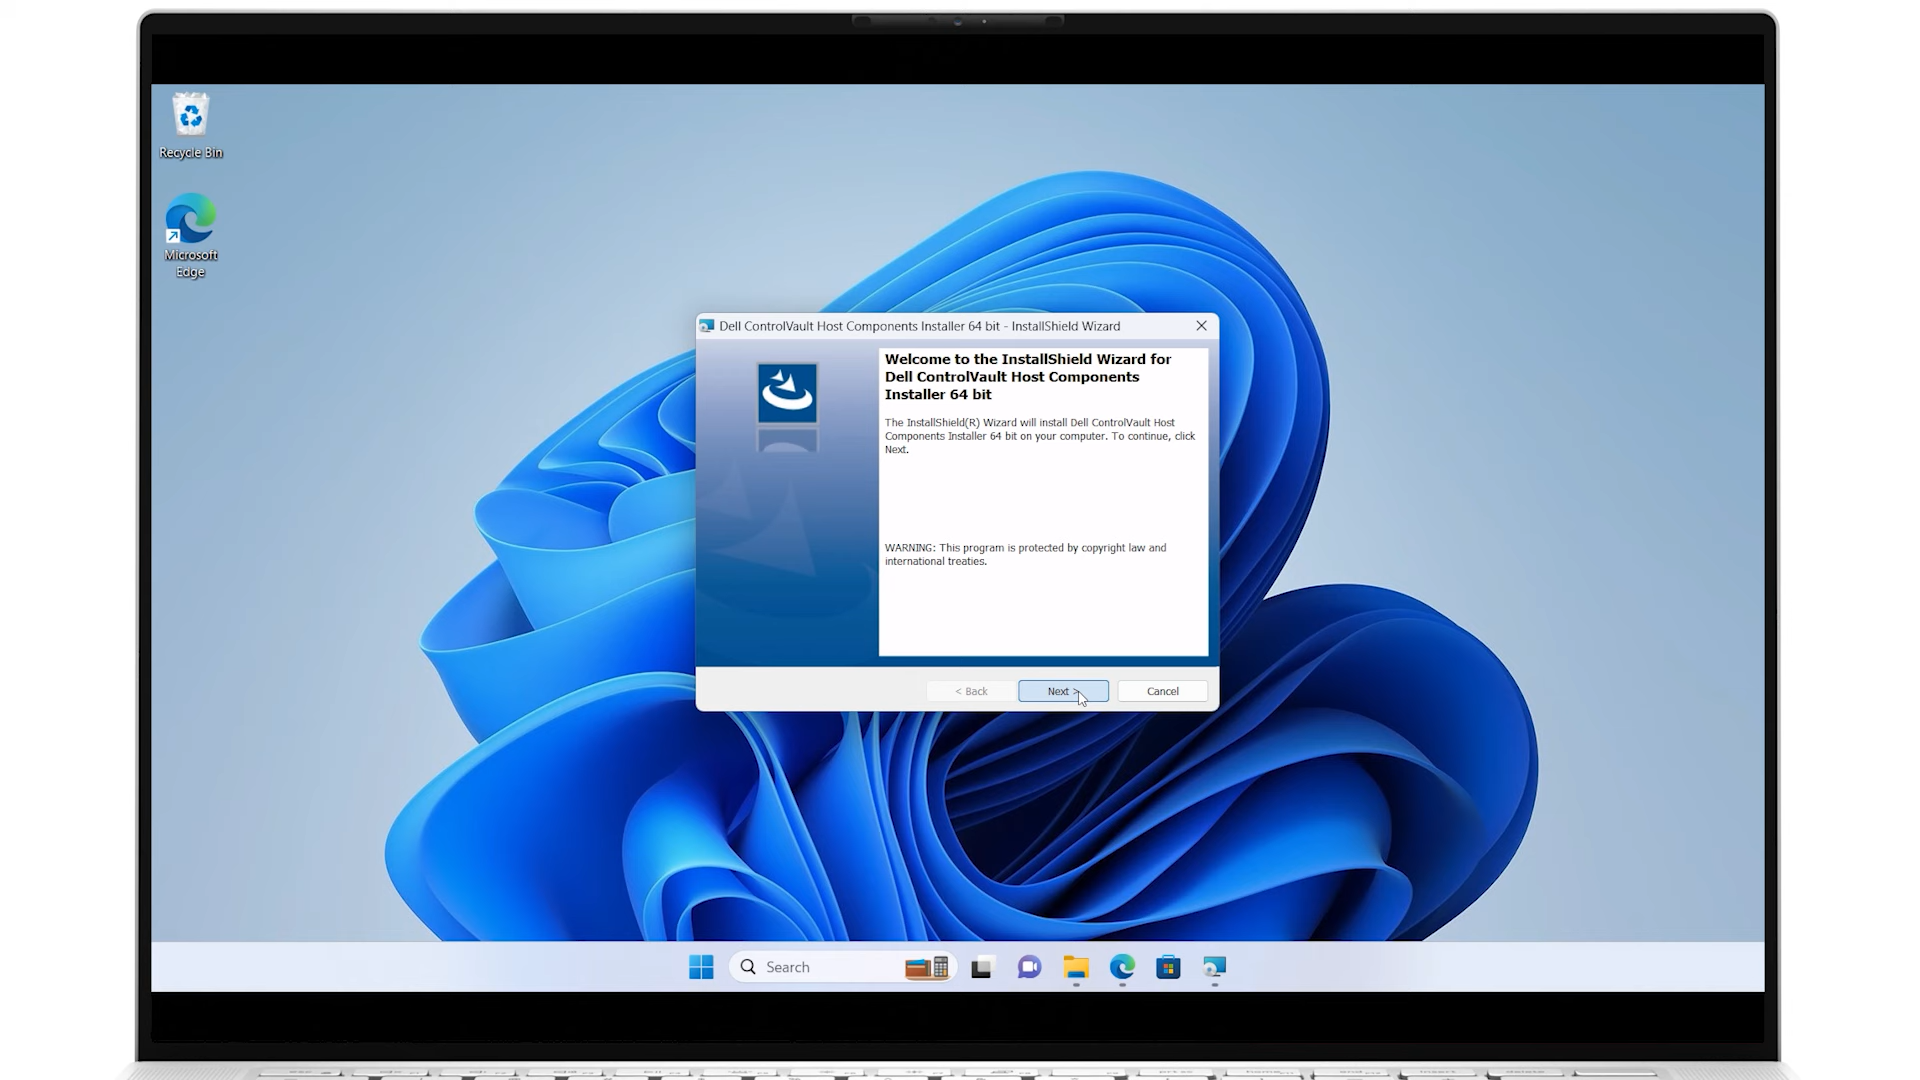 Recycle Bin
Microsoft
Edge
Dell ControlVault Host Components Installer 64 bit - InstallShield Wizard
Welcome to the InstallShield Wizard for
Dell ControlVault Host Components
Installer 64 bit
The InstallShield(R) Wizard will install Dell ControlVault Host
Components Installer 64 bit on your computer. To continue, click
Next.
WARNING: This program is protected by copyright law and
international treaties.
< Back
Next >
Cancel
Search